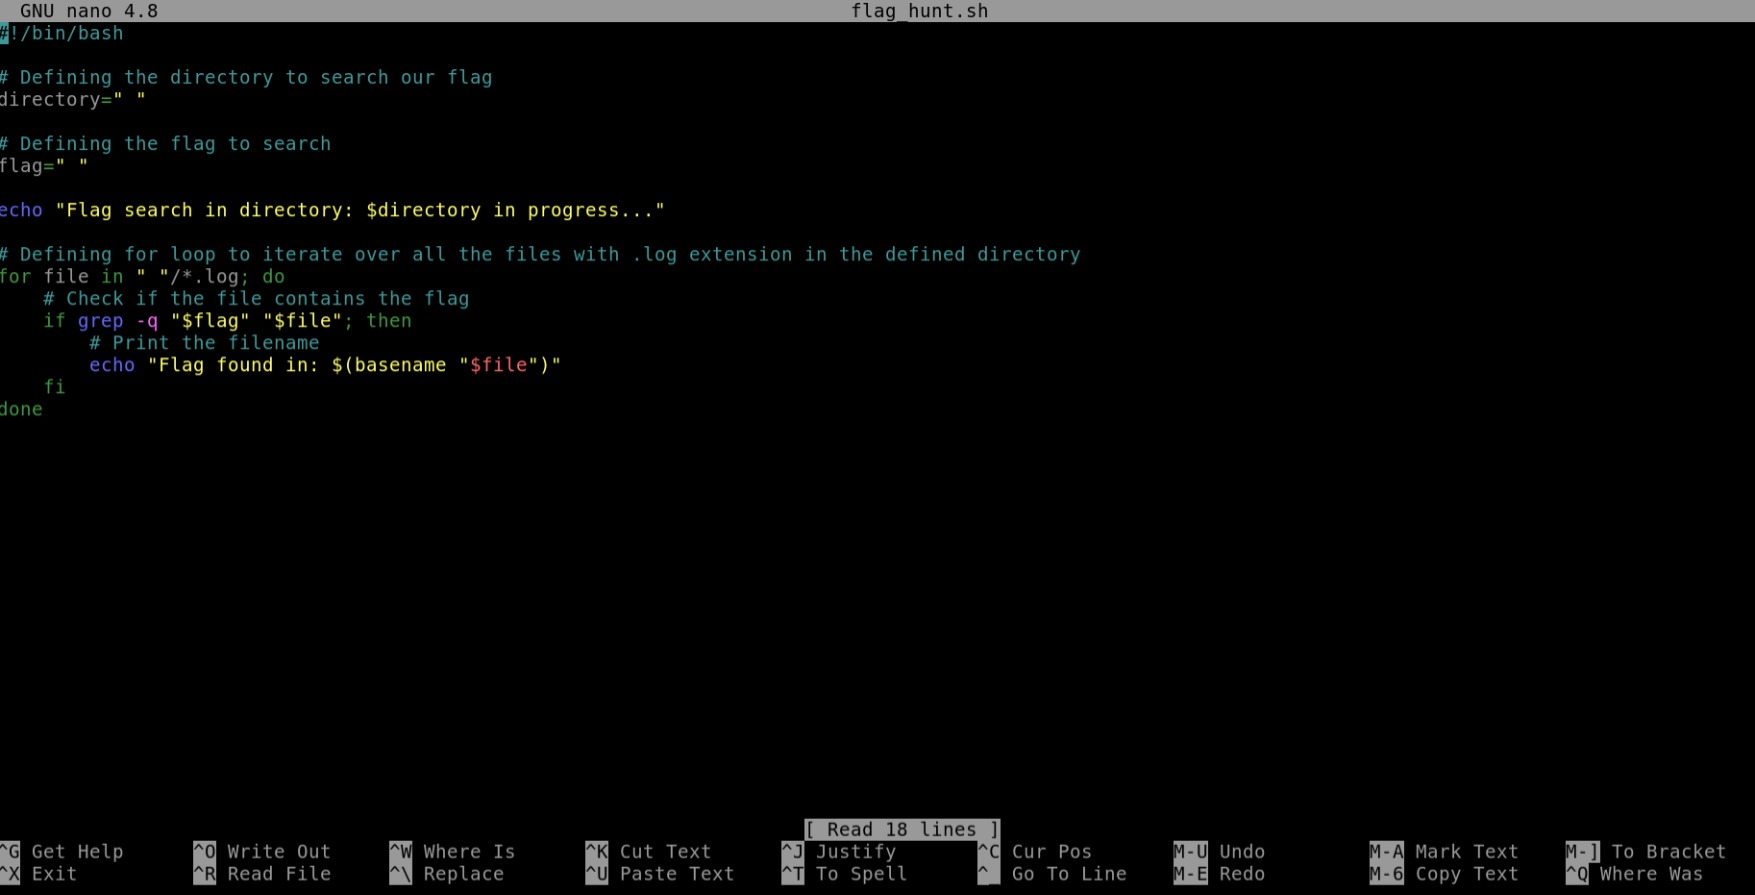 GNU nano 4.8 flag_hunt.sh
#!/bin/bash

# Defining the directory to search our flag
directory=" "

# Defining the flag to search
flag=" "

echo "Flag search in directory: $directory in progress..."

# Defining for loop to iterate over all the files with .log extension in the defined directory
for file in " "/*.log; do
    # Check if the file contains the flag
    if grep -q "$flag" "$file"; then
        # Print the filename
        echo "Flag found in: $(basename "$file")"
    fi
done

[ Read 18 lines ]
^G Get Help ^O Write Out ^W Where Is ^K Cut Text ^J Justify ^C Cur Pos M-U Undo M-A Mark Text M-] To Bracket
^X Exit ^R Read File ^\ Replace ^U Paste Text ^T To Spell ^_ Go To Line M-E Redo M-6 Copy Text ^Q Where Was